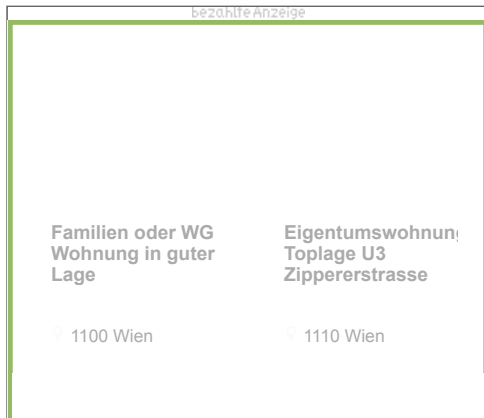 bezahlte Anzeige
Familien oder WG
Wohnung in guter
Lage
1100 Wien
Eigentumswohnung
Toplage U3
Zippererstrasse
1110 Wien